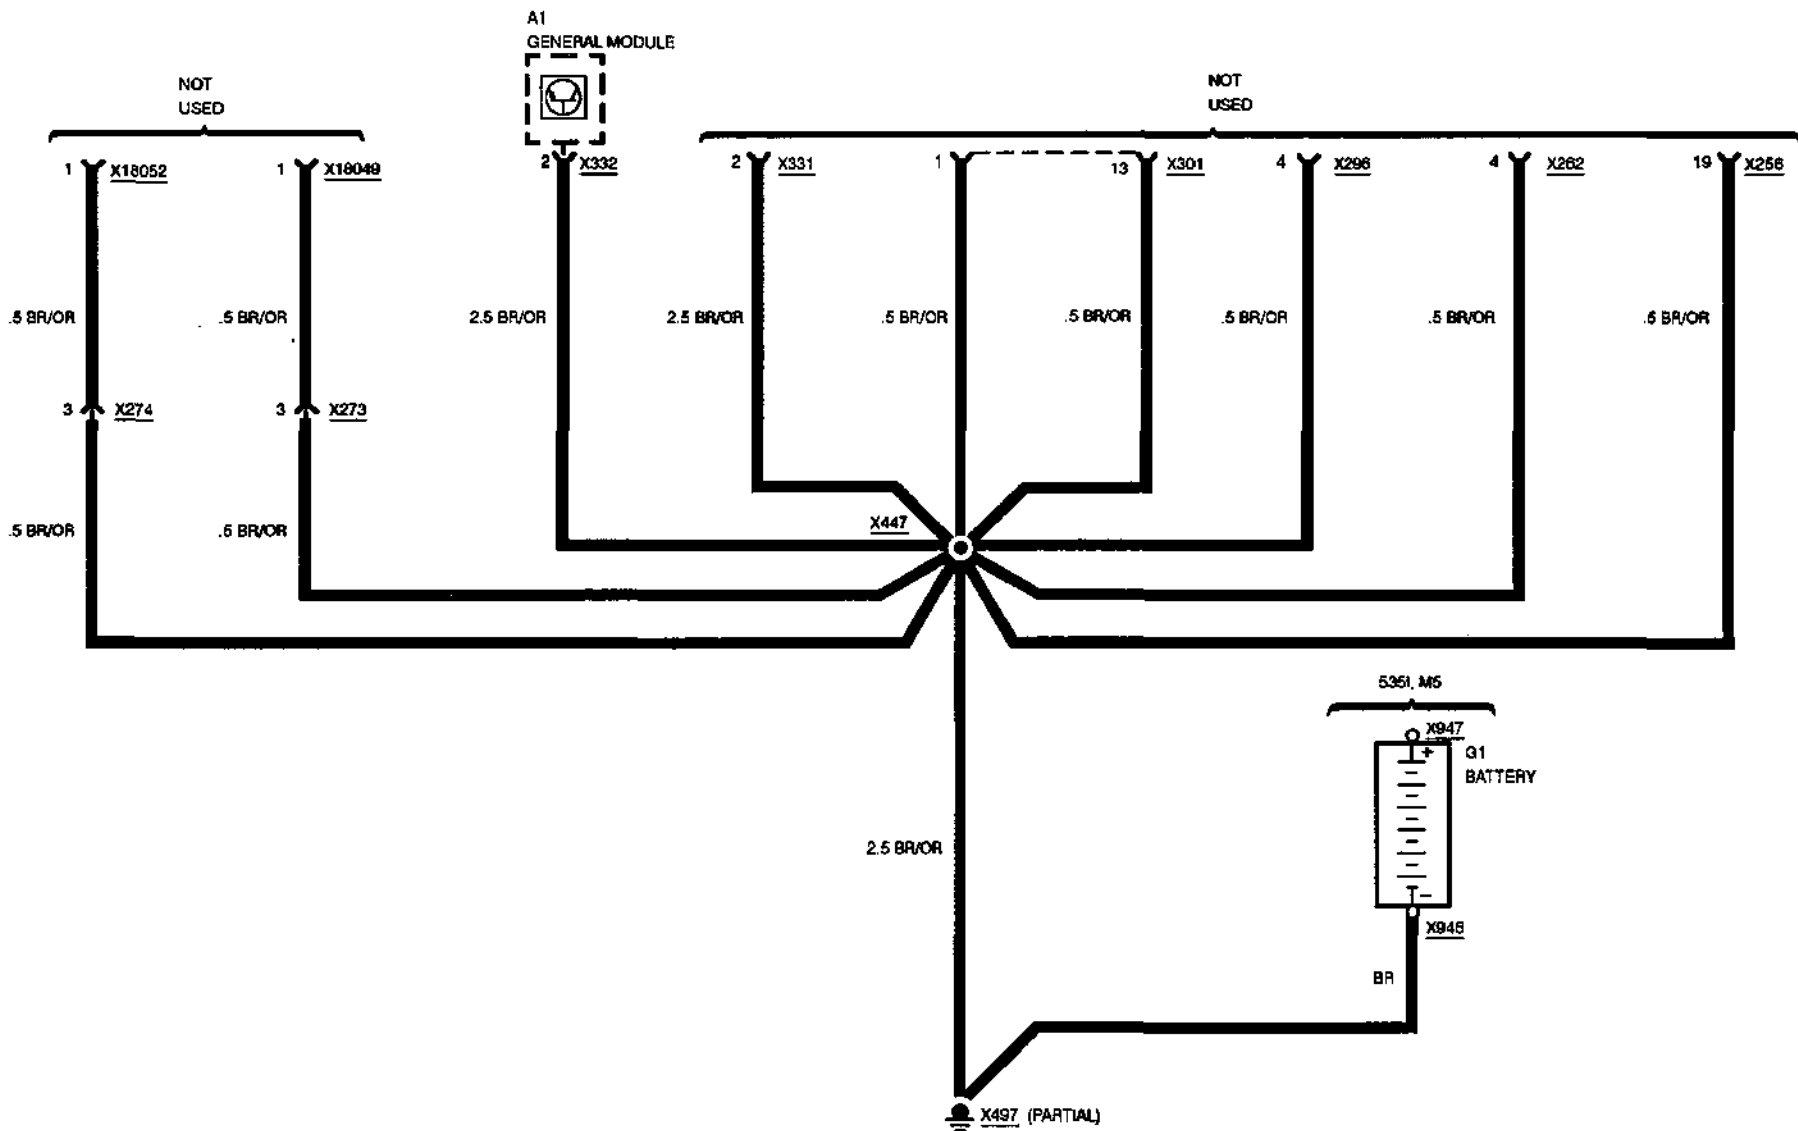 A1
GENERAL MODULE
NOT
USED
NOT
USED
1 X18052
1 X18049
2 X332
2 X331
1
13 X301
4 X296
4 X262
19 X256
.5 BR/OR
.5 BR/OR
2.5 BR/OR
2.5 BR/OR
.5 BR/OR
.5 BR/OR
.5 BR/OR
.5 BR/OR
.5 BR/OR
3 X274
3 X273
.5 BR/OR
.5 BR/OR
X447
535i, M5
X947
+
G1
BATTERY
2.5 BR/OR
–
X946
BR
X497 (PARTIAL)